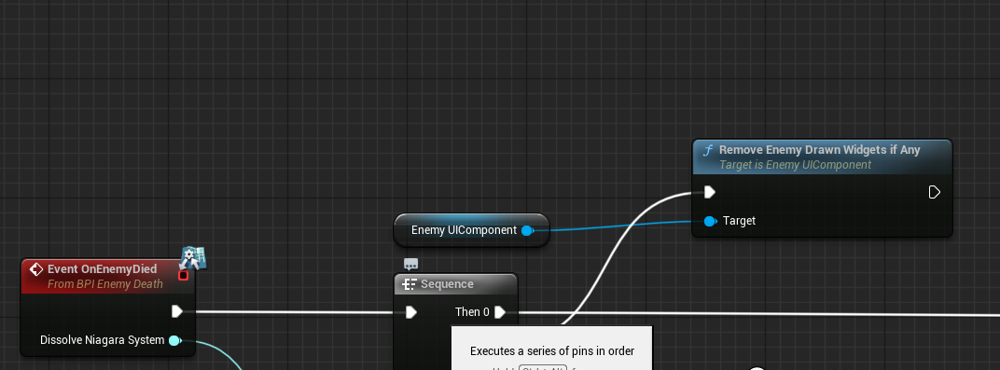 Remove Enemy Drawn Widgets if Any
Target is Enemy UIComponent
Target
Enemy UIComponent
Event OnEnemyDied
From BPI Enemy Death
Sequence
Then 0
Dissolve Niagara System
Executes a series of pins in order